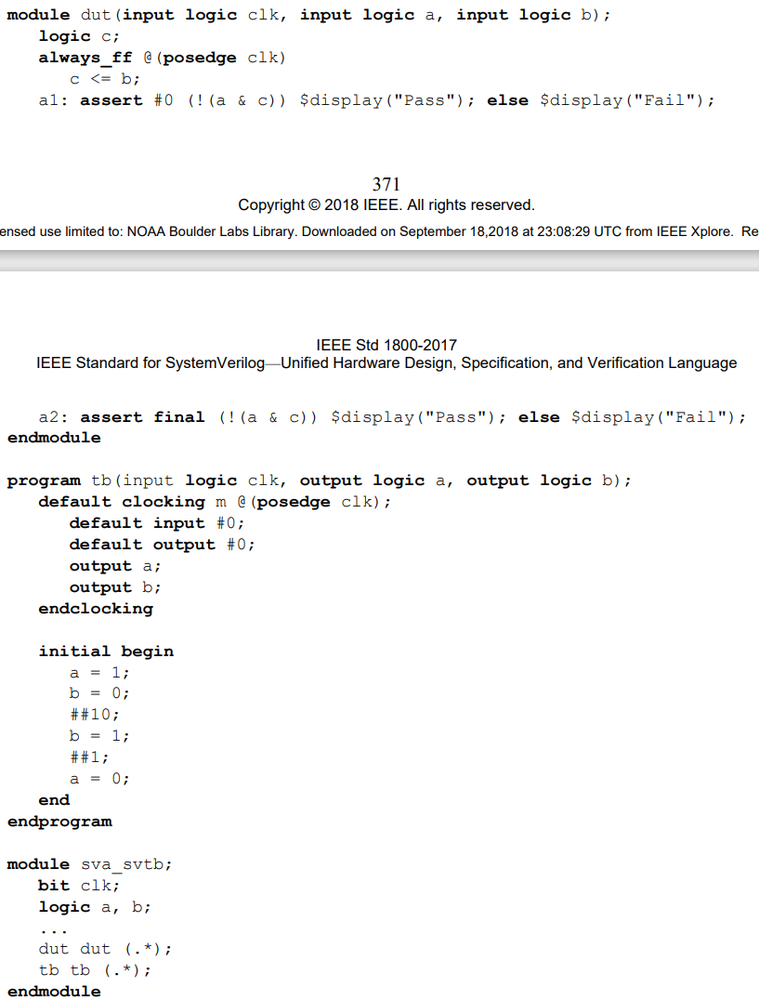 module dut(input logic clk, input logic a, input logic b);
logic c;
always_ff @(posedge clk)
c <= b;
a1: assert #0 (!(a & c)) $display("Pass"); else $display("Fail");
371
Copyright © 2018 IEEE. All rights reserved.
ensed use limited to: NOAA Boulder Labs Library. Downloaded on September 18,2018 at 23:08:29 UTC from IEEE Xplore. Re
IEEE Std 1800-2017
IEEE Standard for SystemVerilog—Unified Hardware Design, Specification, and Verification Language
a2: assert final (!(a & c)) $display("Pass"); else $display("Fail");
endmodule
program tb(input logic clk, output logic a, output logic b);
default clocking m @(posedge clk);
default input #0;
default output #0;
output a;
output b;
endclocking
initial begin
a = 1;
b = 0;
##10;
b = 1;
##1;
a = 0;
end
endprogram
module sva_svtb;
bit clk;
logic a, b;
...
dut dut (.*);
tb tb (.*);
endmodule